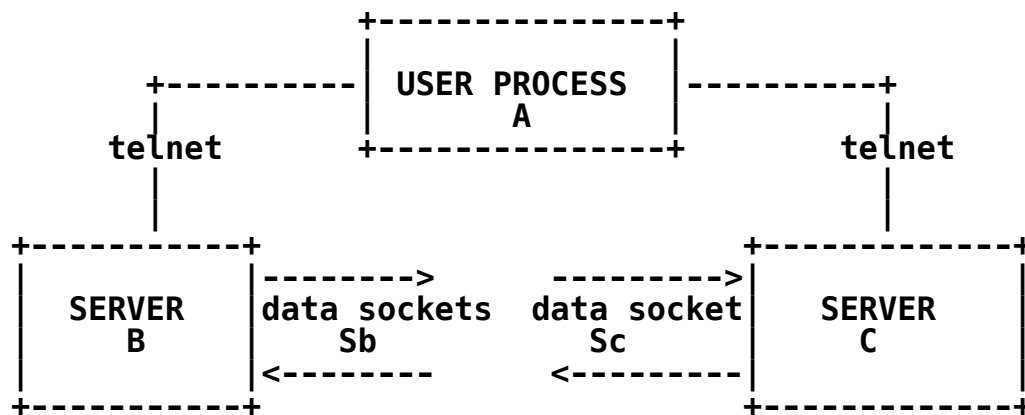 USER PROCESS
A
telnet telnet
SERVER data sockets data socket SERVER
B Sb Sc C